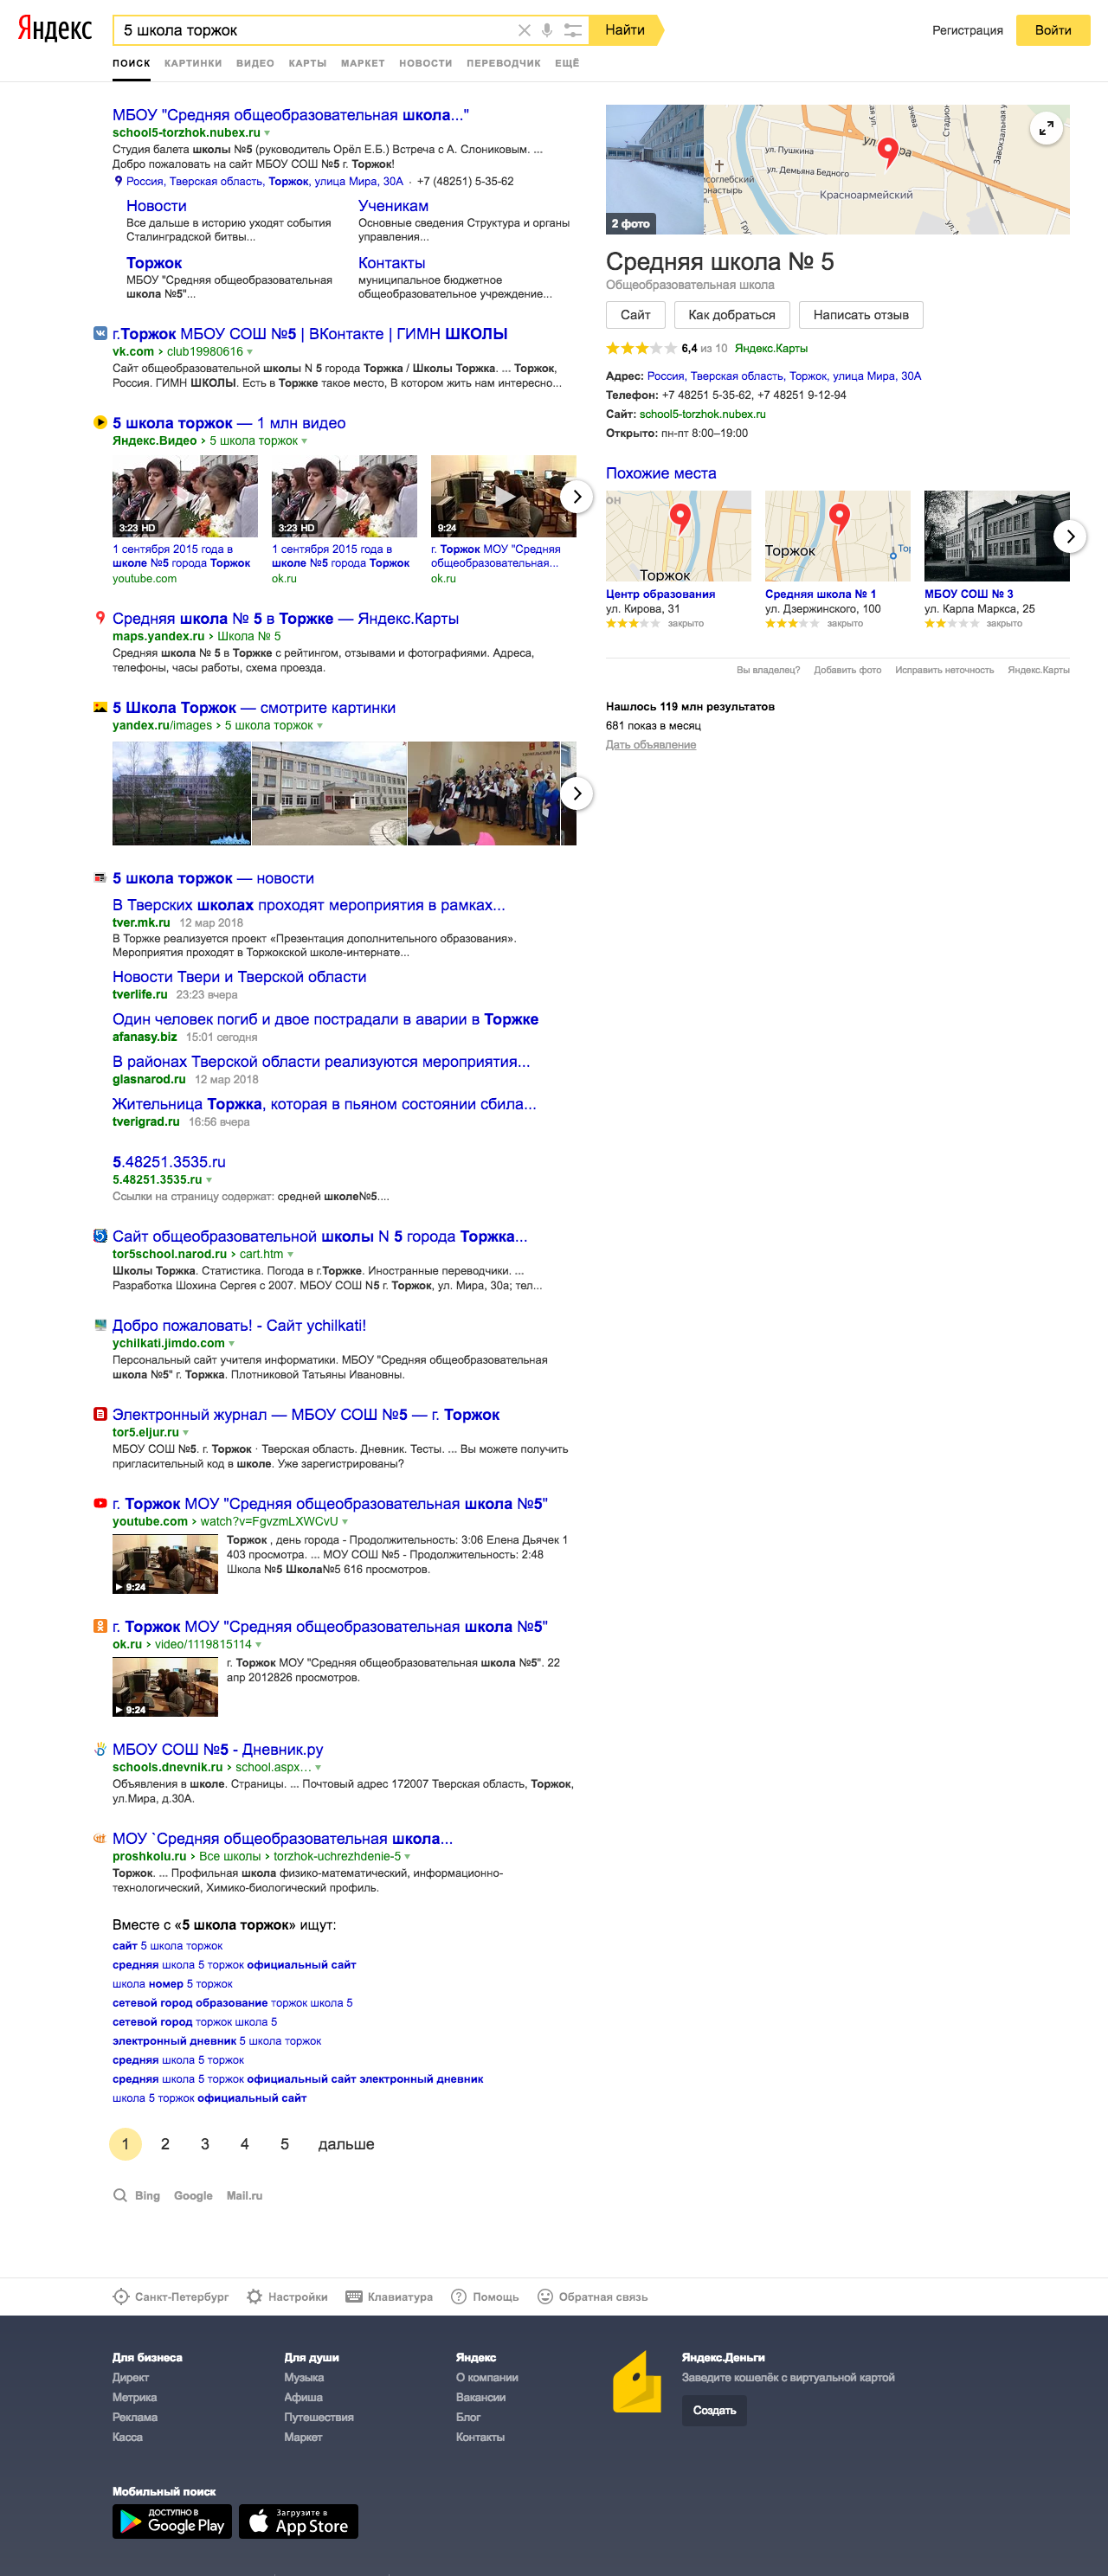 Яндекс
5 школа торжок
Найти
Регистрация
Войти
ПОИСК КАРТИНКИ ВИДЕО КАРТЫ МАРКЕТ НОВОСТИ ПЕРЕВОДЧИК ЕЩЁ
МБОУ "Средняя общеобразовательная школа..."
school5-torzhok.nubex.ru
Студия балета школы №5 (руководитель Орёл Е.Б.) Встреча с А. Слониковым. ...
Добро пожаловать на сайт МБОУ СОШ №5 г. Торжок!
Россия, Тверская область, Торжок, улица Мира, 30А · +7 (48251) 5-35-62
Новости
Все дальше в историю уходят события
Сталинградской битвы...
Ученикам
Основные сведения Структура и органы
управления...
Торжок
МБОУ "Средняя общеобразовательная
школа №5"...
Контакты
муниципальное бюджетное
общеобразовательное учреждение...
г.Торжок МБОУ СОШ №5 | ВКонтакте | ГИМН ШКОЛЫ
vk.com › club19980616
Сайт общеобразовательной школы N 5 города Торжка / Школы Торжка. ... Торжок,
Россия. ГИМН ШКОЛЫ. Есть в Торжке такое место, В котором жить нам интересно...
5 школа торжок — 1 млн видео
Яндекс.Видео › 5 школа торжок
3:23 HD
3:23 HD
9:24
1 сентября 2015 года в
школе №5 города Торжок
youtube.com
1 сентября 2015 года в
школе №5 города Торжок
ok.ru
г. Торжок МОУ "Средняя
общеобразовательная...
ok.ru
Средняя школа № 5 в Торжке — Яндекс.Карты
maps.yandex.ru › Школа № 5
Средняя школа № 5 в Торжке с рейтингом, отзывами и фотографиями. Адреса,
телефоны, часы работы, схема проезда.
5 Школа Торжок — смотрите картинки
yandex.ru/images › 5 школа торжок
5 школа торжок — новости
В Тверских школах проходят мероприятия в рамках...
tver.mk.ru 12 мар 2018
В Торжке реализуется проект «Презентация дополнительного образования».
Мероприятия проходят в Торжокской школе-интернате...
Новости Твери и Тверской области
tverlife.ru 23:23 вчера
Один человек погиб и двое пострадали в аварии в Торжке
afanasy.biz 15:01 сегодня
В районах Тверской области реализуются мероприятия...
glasnarod.ru 12 мар 2018
Жительница Торжка, которая в пьяном состоянии сбила...
tverigrad.ru 16:56 вчера
5.48251.3535.ru
5.48251.3535.ru
Ссылки на страницу содержат: средней школе№5....
Сайт общеобразовательной школы N 5 города Торжка...
tor5school.narod.ru › cart.htm
Школы Торжка. Статистика. Погода в г.Торжке. Иностранные переводчики. ...
Разработка Шохина Сергея с 2007. МБОУ СОШ N5 г. Торжок, ул. Мира, 30а; тел...
Добро пожаловать! - Сайт ychilkati!
ychilkati.jimdo.com
Персональный сайт учителя информатики. МБОУ "Средняя общеобразовательная
школа №5" г. Торжка. Плотниковой Татьяны Ивановны.
Электронный журнал — МБОУ СОШ №5 — г. Торжок
tor5.eljur.ru
МБОУ СОШ №5. г. Торжок · Тверская область. Дневник. Тесты. ... Вы можете получить
пригласительный код в школе. Уже зарегистрированы?
г. Торжок МОУ "Средняя общеобразовательная школа №5"
youtube.com › watch?v=FgvzmLXWCvU
9:24
Торжок , день города - Продолжительность: 3:06 Елена Дьячек 1
403 просмотра. ... МОУ СОШ №5 - Продолжительность: 2:48
Школа №5 Школа№5 616 просмотров.
г. Торжок МОУ "Средняя общеобразовательная школа №5"
ok.ru › video/1119815114
9:24
г. Торжок МОУ "Средняя общеобразовательная школа №5". 22
апр 2012826 просмотров.
МБОУ СОШ №5 - Дневник.ру
schools.dnevnik.ru › school.aspx…
Объявления в школе. Страницы. ... Почтовый адрес 172007 Тверская область, Торжок,
ул.Мира, д.30А.
МОУ `Средняя общеобразовательная школа...
proshkolu.ru › Все школы › torzhok-uchrezhdenie-5
Торжок. ... Профильная школа физико-математический, информационно-
технологический, Химико-биологический профиль.
Вместе с «5 школа торжок» ищут:
сайт 5 школа торжок
средняя школа 5 торжок официальный сайт
школа номер 5 торжок
сетевой город образование торжок школа 5
сетевой город торжок школа 5
электронный дневник 5 школа торжок
средняя школа 5 торжок
средняя школа 5 торжок официальный сайт электронный дневник
школа 5 торжок официальный сайт
1 2 3 4 5 дальше
Bing Google Mail.ru
2 фото
ул. Пушкина
ул. Демьяна Бедного
Красноармейский
Завокзальная ул.
Средняя школа № 5
Общеобразовательная школа
Сайт
Как добраться
Написать отзыв
6,4 из 10 Яндекс.Карты
Адрес: Россия, Тверская область, Торжок, улица Мира, 30А
Телефон: +7 48251 5-35-62, +7 48251 9-12-94
Сайт: school5-torzhok.nubex.ru
Открыто: пн-пт 8:00–19:00
Похожие места
Торжок
Торжок
Центр образования
ул. Кирова, 31
закрыто
Средняя школа № 1
ул. Дзержинского, 100
закрыто
МБОУ СОШ № 3
ул. Карла Маркса, 25
закрыто
Вы владелец? Добавить фото Исправить неточность Яндекс.Карты
Нашлось 119 млн результатов
681 показ в месяц
Дать объявление
Санкт-Петербург Настройки Клавиатура Помощь Обратная связь
Для бизнеса
Директ
Метрика
Реклама
Касса
Для души
Музыка
Афиша
Путешествия
Маркет
Яндекс
О компании
Вакансии
Блог
Контакты
Яндекс.Деньги
Заведите кошелёк с виртуальной картой
Создать
Мобильный поиск
ДОСТУПНО В
Google Play
Загрузите в
App Store